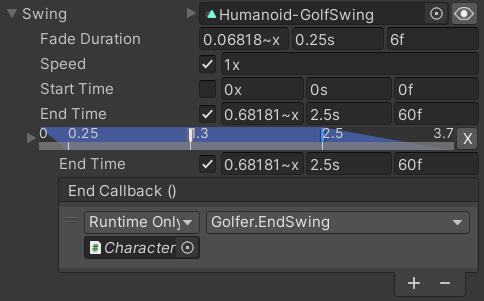 Swing Humanoid-GolfSwing
Fade Duration 0.06818~x 0.25s 6f
Speed 1x
Start Time 0x 0s 0f
End Time 0.68181~x 2.5s 60f
0 0.25 1.3 2.5 3.7 X
End Time 0.68181~x 2.5s 60f
End Callback ()
Runtime Only Golfer.EndSwing
Character